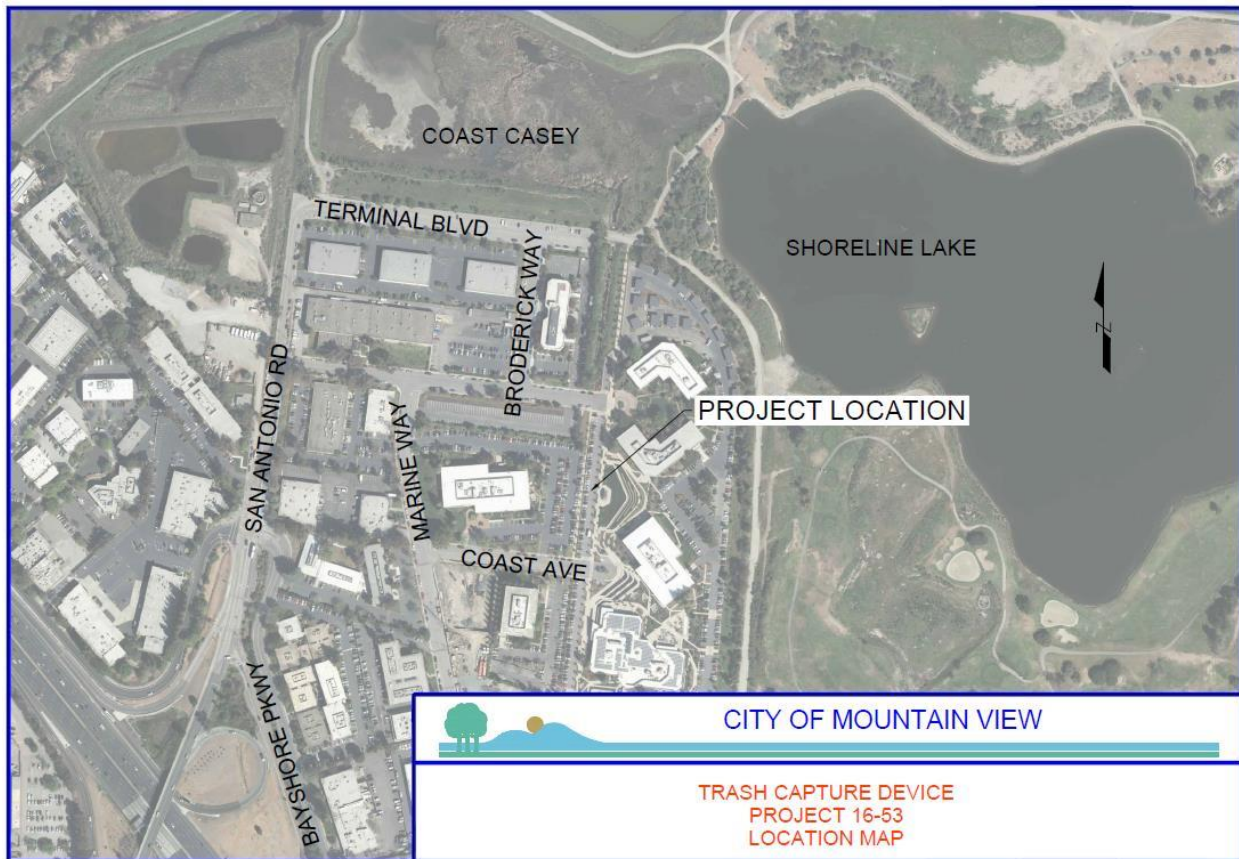 COAST CASEY
TERMINAL BLVD
SHORELINE LAKE
BRODERICK WAY
N
SAN ANTONIO RD
PROJECT LOCATION
MARINE WAY
COAST AVE
BAYSHORE PKWY
CITY OF MOUNTAIN VIEW
TRASH CAPTURE DEVICE
PROJECT 16-53
LOCATION MAP